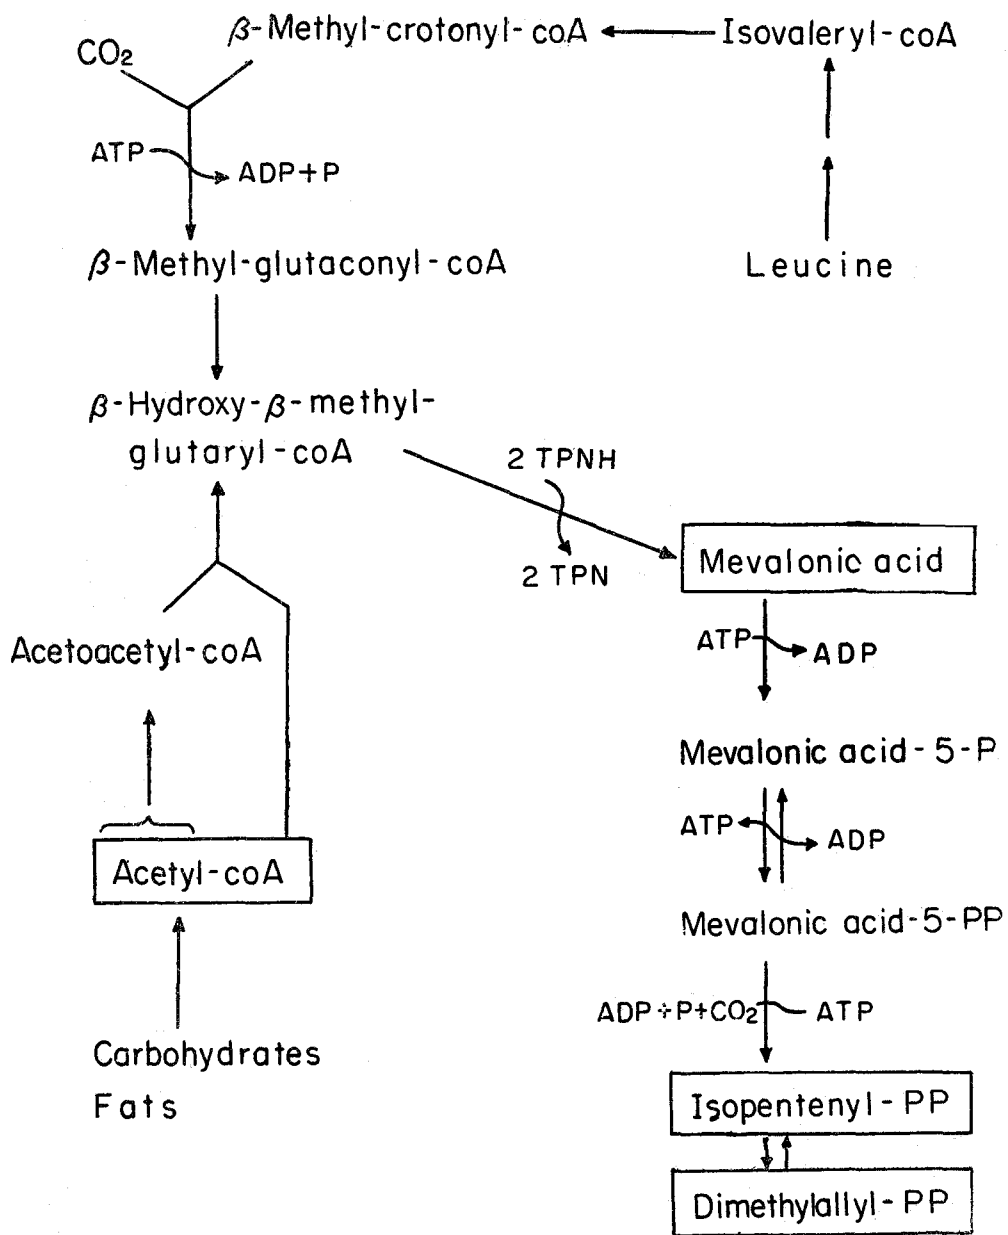 β-Methyl-crotonyl-coA
Isovaleryl-coA
CO2
ATP
ADP+P
β-Methyl-glutaconyl-coA
Leucine
β-Hydroxy-β-methyl-
glutaryl-coA
2 TPNH
2 TPN
Mevalonic acid
ATP
ADP
Acetoacetyl-coA
Mevalonic acid-5-P
ATP
ADP
Acetyl-coA
Mevalonic acid-5-PP
ADP+P+CO2
ATP
Carbohydrates
Fats
Isopentenyl-PP
Dimethylallyl-PP